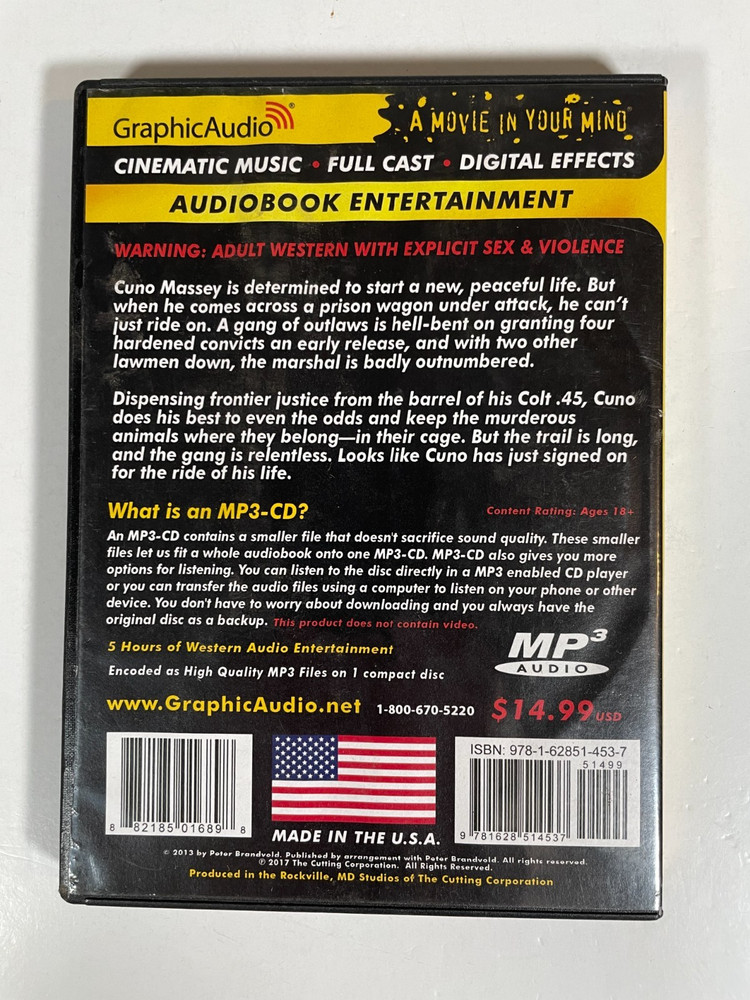 GraphicAudio®
A MOVIE IN YOUR MIND®
CINEMATIC MUSIC • FULL CAST • DIGITAL EFFECTS
AUDIOBOOK ENTERTAINMENT
WARNING: ADULT WESTERN WITH EXPLICIT SEX & VIOLENCE
Cuno Massey is determined to start a new, peaceful life. But
when he comes across a prison wagon under attack, he can't
just ride on. A gang of outlaws is hell-bent on granting four
hardened convicts an early release, and with two other
lawmen down, the marshal is badly outnumbered.
Dispensing frontier justice from the barrel of his Colt .45, Cuno
does his best to even the odds and keep the murderous
animals where they belong—in their cage. But the trail is long,
and the gang is relentless. Looks like Cuno has just signed on
for the ride of his life.
What is an MP3-CD?
Content Rating: Ages 18+
An MP3-CD contains a smaller file that doesn't sacrifice sound quality. These smaller
files let us fit a whole audiobook onto one MP3-CD. MP3-CD also gives you more
options for listening. You can listen to the disc directly in a MP3 enabled CD player
or you can transfer the audio files using a computer to listen on your phone or other
device. You don't have to worry about downloading and you always have the
original disc as a backup. This product does not contain video.
5 Hours of Western Audio Entertainment
Encoded as High Quality MP3 Files on 1 compact disc
MP3
AUDIO
www.GraphicAudio.net 1-800-670-5220 $14.99 USD
ISBN: 978-1-62851-453-7
51499
8 82185 01689 8
9 781628 514537
MADE IN THE U.S.A.
© 2013 by Peter Brandvold. Published by arrangement with Peter Brandvold. All rights reserved.
℗ 2017 The Cutting Corporation. All Rights Reserved.
Produced in the Rockville, MD Studios of The Cutting Corporation